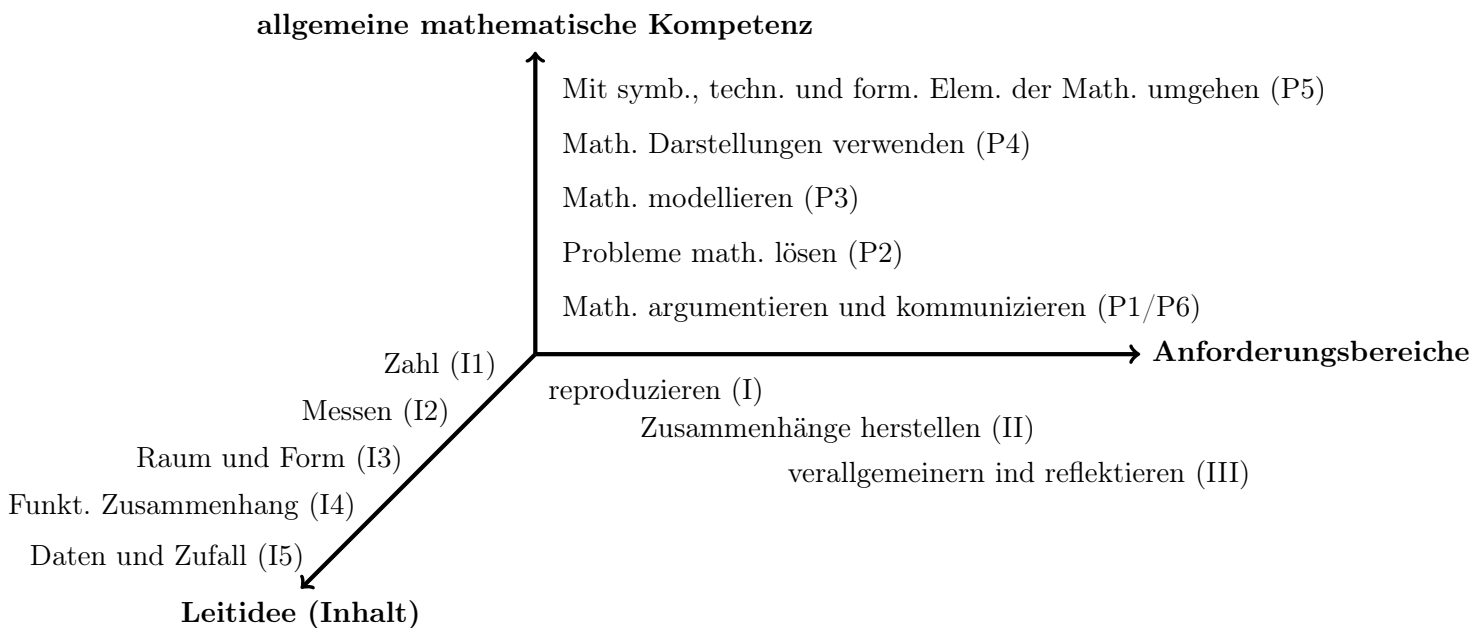 allgemeine mathematische Kompetenz
Mit symb., techn. und form. Elem. der Math. umgehen (P5)
Math. Darstellungen verwenden (P4)
Math. modellieren (P3)
Probleme math. lösen (P2)
Math. argumentieren und kommunizieren (P1/P6)
Anforderungsbereiche
reproduzieren (I)
Zusammenhänge herstellen (II)
verallgemeinern ind reflektieren (III)
Zahl (I1)
Messen (I2)
Raum und Form (I3)
Funkt. Zusammenhang (I4)
Daten und Zufall (I5)
Leitidee (Inhalt)